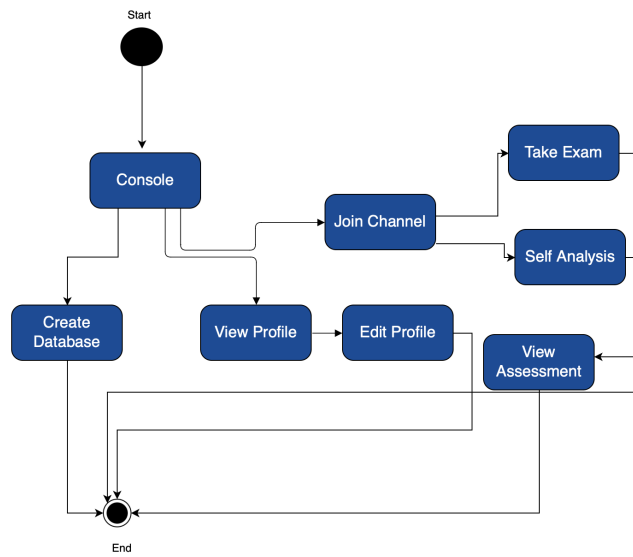 Start
Console
Take Exam
Join Channel
Self Analysis
Create
Database
View Profile
Edit Profile
View
Assessment
End